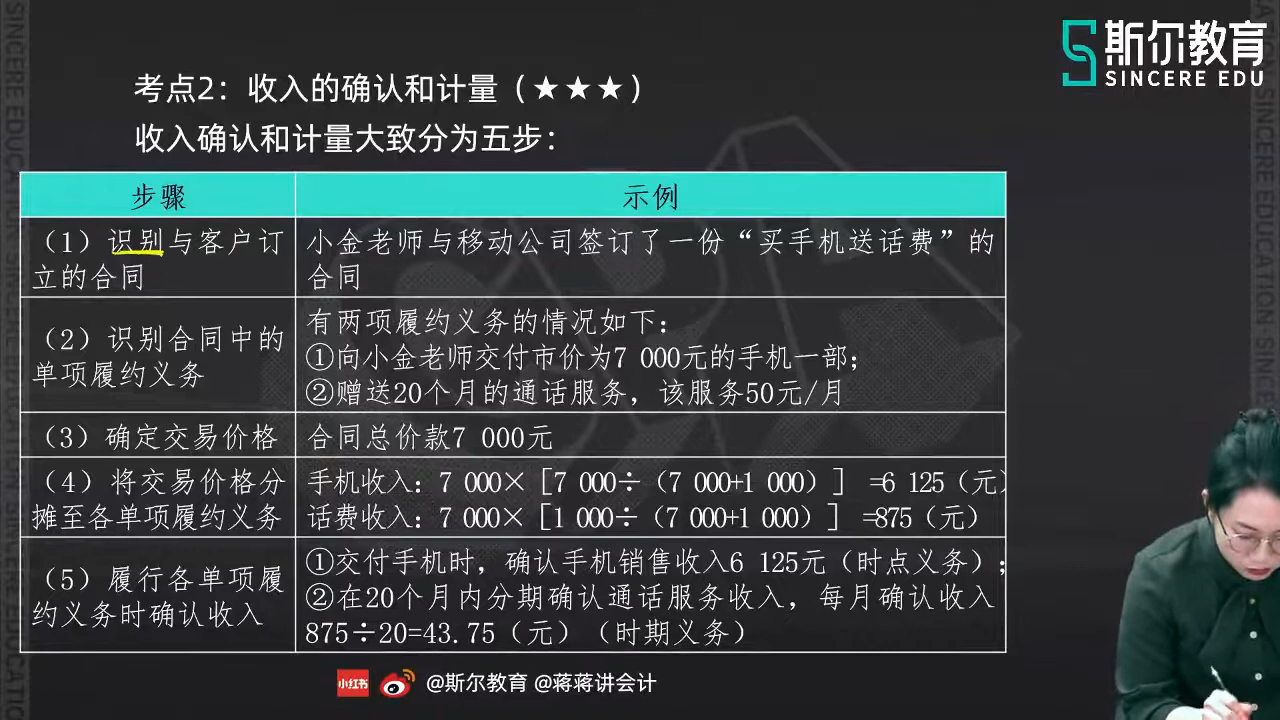 斯尔教育
SINCERE EDU
考点2：收入的确认和计量（★★★）
收入确认和计量大致分为五步：
步骤
示例
（1）识别与客户订
立的合同
小金老师与移动公司签订了一份“买手机送话费”的
合同
（2）识别合同中的
单项履约义务
有两项履约义务的情况如下：
①向小金老师交付市价为7 000元的手机一部；
②赠送20个月的通话服务，该服务50元/月
（3）确定交易价格
合同总价款7 000元
（4）将交易价格分
摊至各单项履约义务
手机收入：7 000×［7 000÷（7 000+1 000）］ =6 125（元）
话费收入：7 000×［1 000÷（7 000+1 000）］ =875（元）
（5）履行各单项履
约义务时确认收入
①交付手机时，确认手机销售收入6 125元（时点义务）；
②在20个月内分期确认通话服务收入，每月确认收入
875÷20=43.75（元）（时期义务）
小红书
@斯尔教育 @蒋蒋讲会计